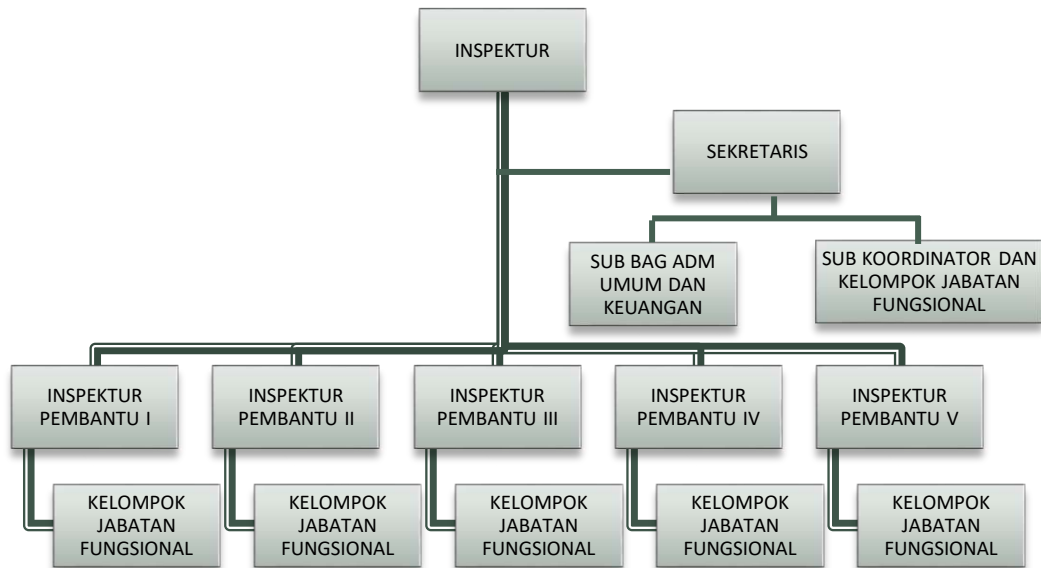 INSPEKTUR
SEKRETARIS
SUB BAG ADM
UMUM DAN
KEUANGAN
SUB KOORDINATOR DAN
KELOMPOK JABATAN
FUNGSIONAL
INSPEKTUR
PEMBANTU I
INSPEKTUR
PEMBANTU II
INSPEKTUR
PEMBANTU III
INSPEKTUR
PEMBANTU IV
INSPEKTUR
PEMBANTU V
KELOMPOK
JABATAN
FUNGSIONAL
KELOMPOK
JABATAN
FUNGSIONAL
KELOMPOK
JABATAN
FUNGSIONAL
KELOMPOK
JABATAN
FUNGSIONAL
KELOMPOK
JABATAN
FUNGSIONAL